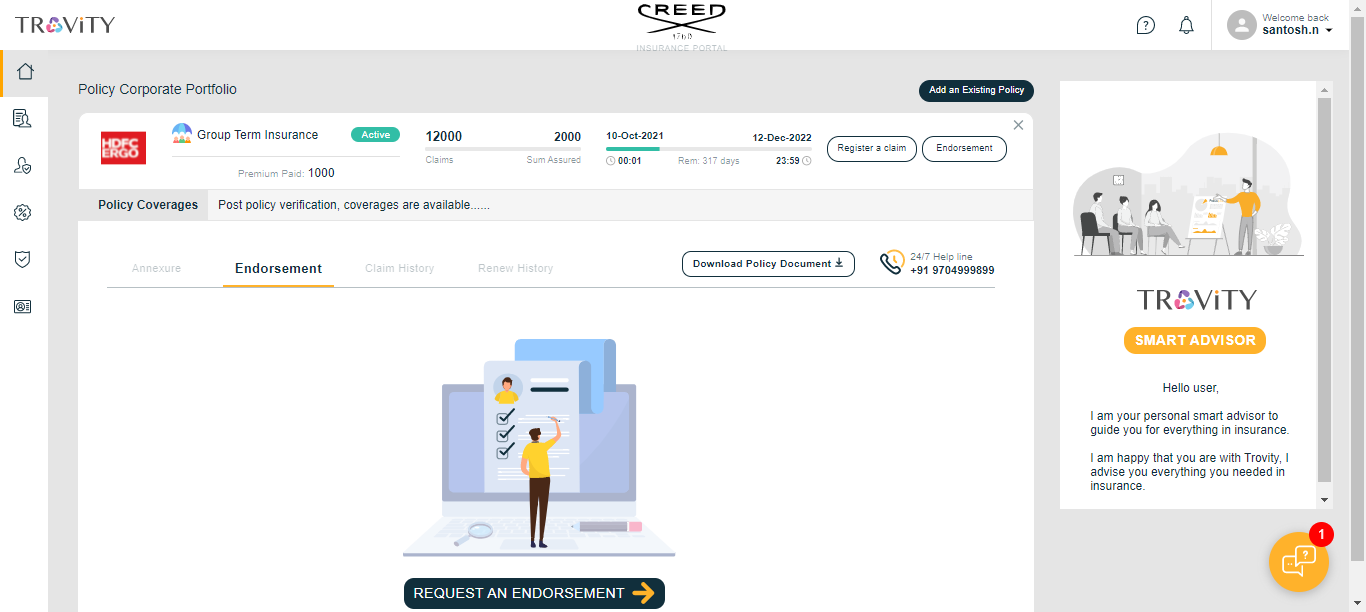 TROViTY
CREED
1760
INSURANCE PORTAL
?
Welcome back
santosh.n
Policy Corporate Portfolio
Add an Existing Policy
HDFC
ERGO
Group Term Insurance
Active
Premium Paid: 1000
12000
2000
Claims
Sum Assured
10-Oct-2021
12-Dec-2022
00:01
Rem: 317 days
23:59
Register a claim
Endorsement
Policy Coverages
Post policy verification, coverages are available......
Annexure
Endorsement
Claim History
Renew History
Download Policy Document
24/7 Help line
+91 9704999899
REQUEST AN ENDORSEMENT
TROViTY
SMART ADVISOR
Hello user,
I am your personal smart advisor to
guide you for everything in insurance.
I am happy that you are with Trovity, I
advise you everything you needed in
insurance.
1
?